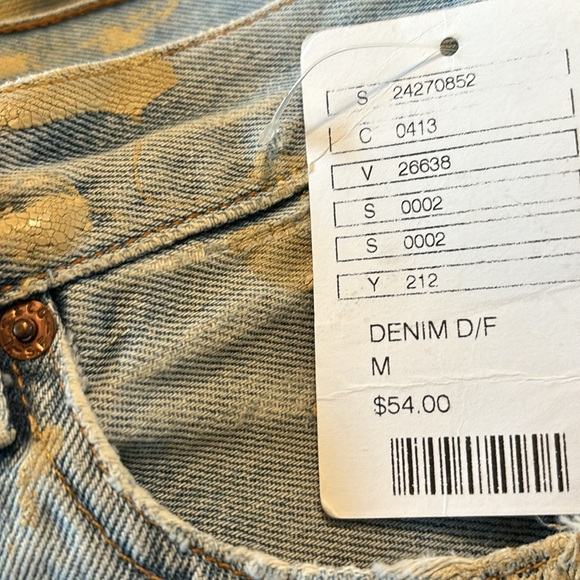 S 24270852
C 0413
V 26638
S 0002
S 0002
Y 212
DENIM D/F
M
$54.00